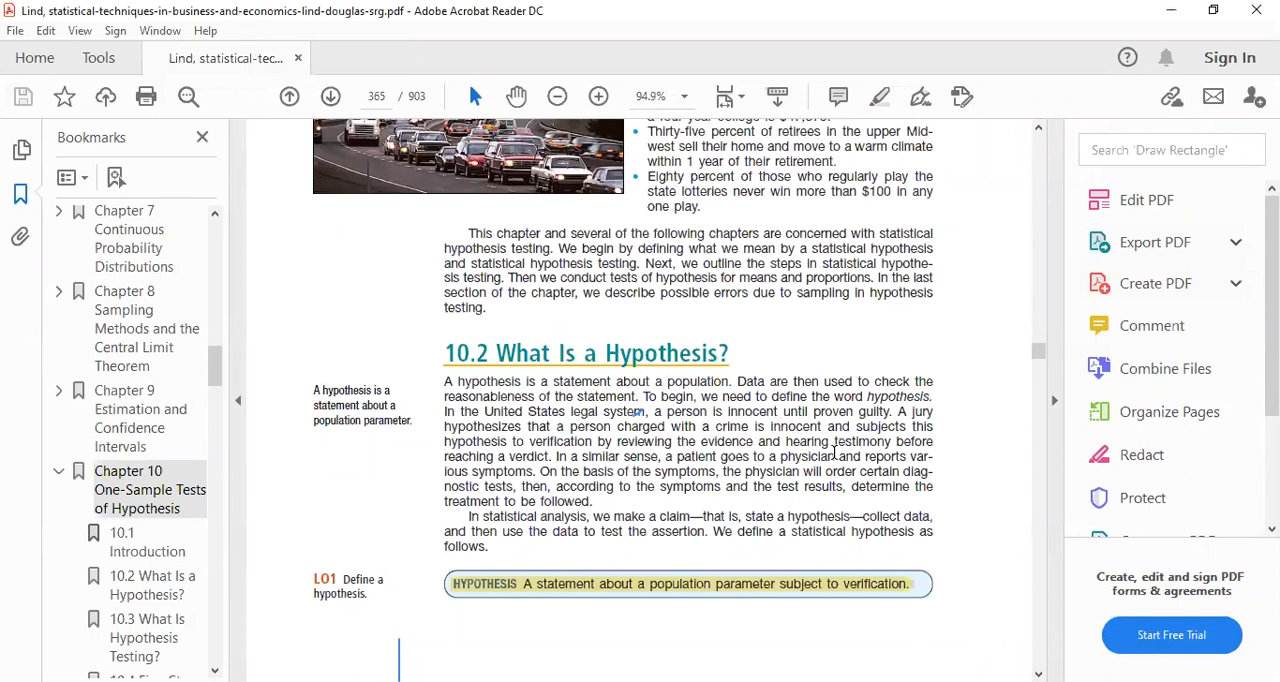 Lind, statistical-techniques-in-business-and-economics-lind-douglas-srg.pdf - Adobe Acrobat Reader DC
File Edit View Sign Window Help
Home Tools Lind, statistical-tec... × Sign In
365 / 903 94.9%
Bookmarks
Chapter 7
Continuous
Probability
Distributions
Chapter 8
Sampling
Methods and the
Central Limit
Theorem
Chapter 9
Estimation and
Confidence
Intervals
Chapter 10
One-Sample Tests
of Hypothesis
10.1
Introduction
10.2 What Is a
Hypothesis?
10.3 What Is
Hypothesis
Testing?
• Thirty-five percent of retirees in the upper Mid-
west sell their home and move to a warm climate
within 1 year of their retirement.
• Eighty percent of those who regularly play the
state lotteries never win more than $100 in any
one play.
This chapter and several of the following chapters are concerned with statistical
hypothesis testing. We begin by defining what we mean by a statistical hypothesis
and statistical hypothesis testing. Next, we outline the steps in statistical hypothe-
sis testing. Then we conduct tests of hypothesis for means and proportions. In the last
section of the chapter, we describe possible errors due to sampling in hypothesis
testing.
10.2 What Is a Hypothesis?
A hypothesis is a
statement about a
population parameter.
A hypothesis is a statement about a population. Data are then used to check the
reasonableness of the statement. To begin, we need to define the word hypothesis.
In the United States legal system, a person is innocent until proven guilty. A jury
hypothesizes that a person charged with a crime is innocent and subjects this
hypothesis to verification by reviewing the evidence and hearing testimony before
reaching a verdict. In a similar sense, a patient goes to a physician and reports var-
ious symptoms. On the basis of the symptoms, the physician will order certain diag-
nostic tests, then, according to the symptoms and the test results, determine the
treatment to be followed.
In statistical analysis, we make a claim—that is, state a hypothesis—collect data,
and then use the data to test the assertion. We define a statistical hypothesis as
follows.
LO1 Define a
hypothesis.
HYPOTHESIS A statement about a population parameter subject to verification.
Search 'Draw Rectangle'
Edit PDF
Export PDF
Create PDF
Comment
Combine Files
Organize Pages
Redact
Protect
Create, edit and sign PDF
forms & agreements
Start Free Trial